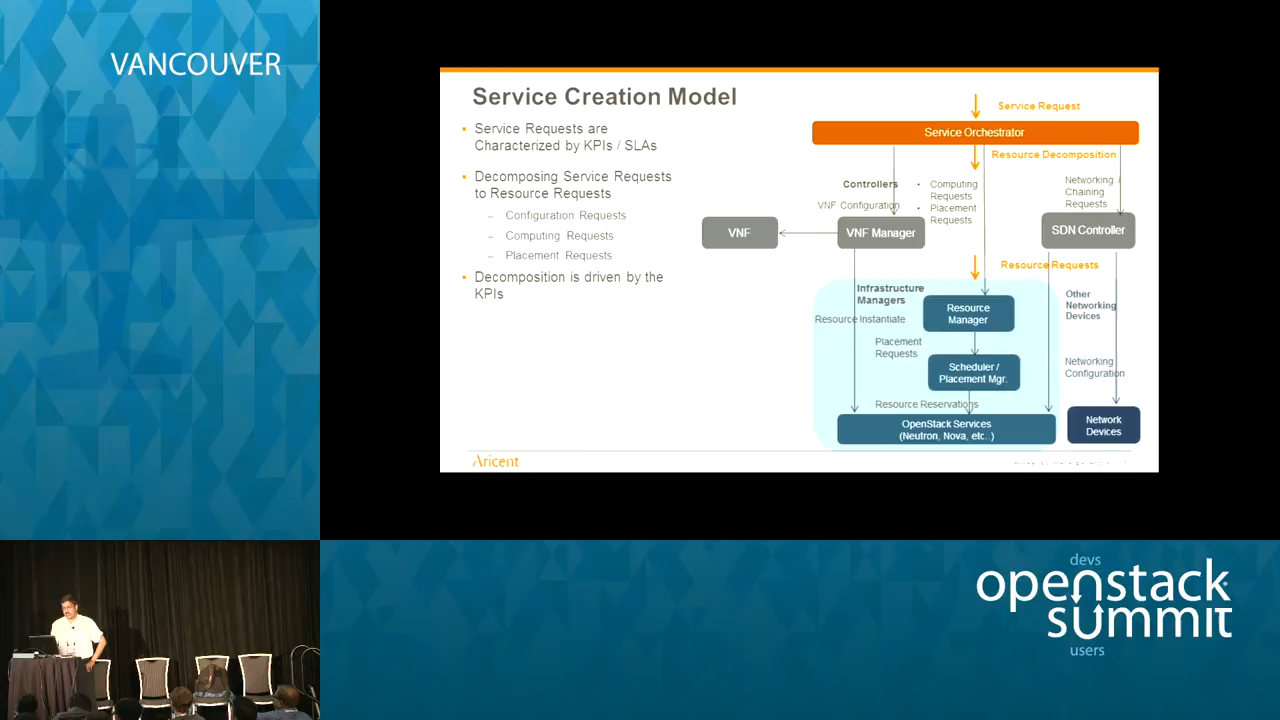 VANCOUVER
Service Creation Model
• Service Requests are
Characterized by KPIs / SLAs
• Decomposing Service Requests
to Resource Requests
– Configuration Requests
– Computing Requests
– Placement Requests
• Decomposition is driven by the
KPIs
Service Request
Service Orchestrator
Resource Decomposition
Controllers
VNF Configuration
• Computing
Requests
• Placement
Requests
Networking /
Chaining
Requests
VNF
VNF Manager
SDN Controller
Resource Requests
Infrastructure
Managers
Resource Instantiate
Resource
Manager
Other
Networking
Devices
Placement
Requests
Scheduler /
Placement Mgr.
Networking
Configuration
Resource Reservations
OpenStack Services
(Neutron, Nova, etc..)
Network
Devices
Aricent
devs
openstack
summit
users